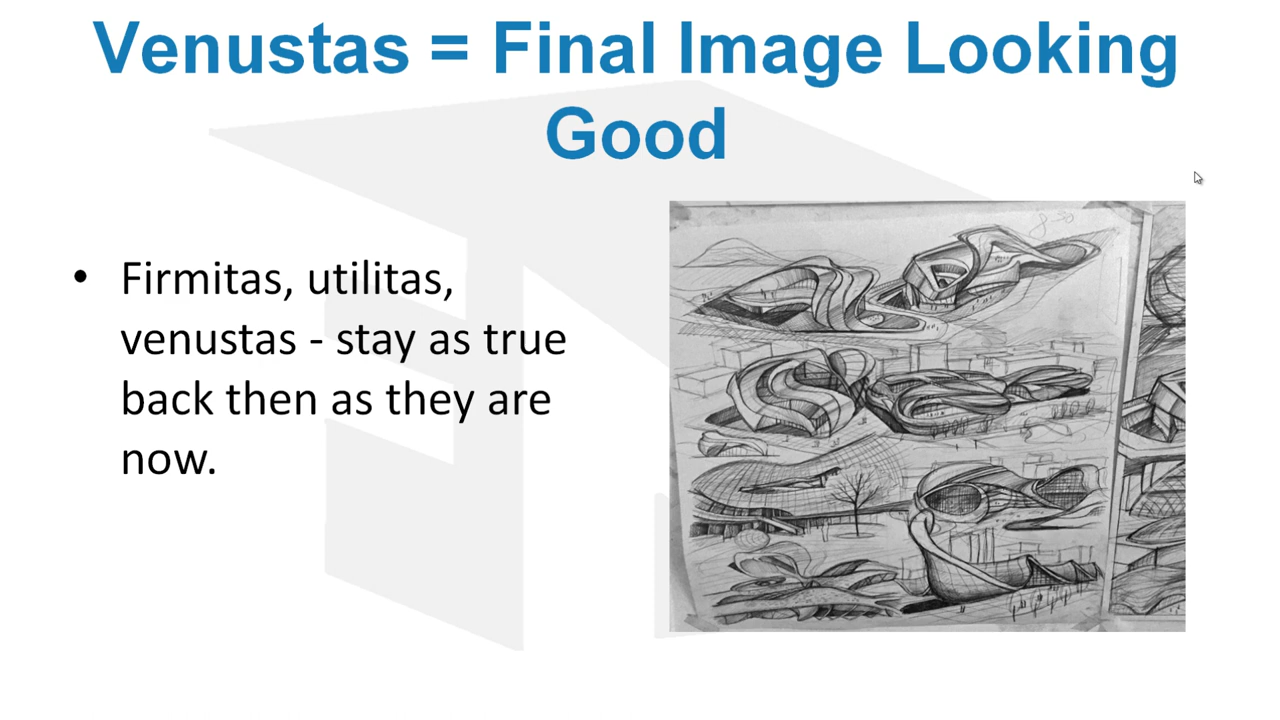 Venustas = Final Image Looking
Good
• Firmitas, utilitas,
venustas - stay as true
back then as they are
now.